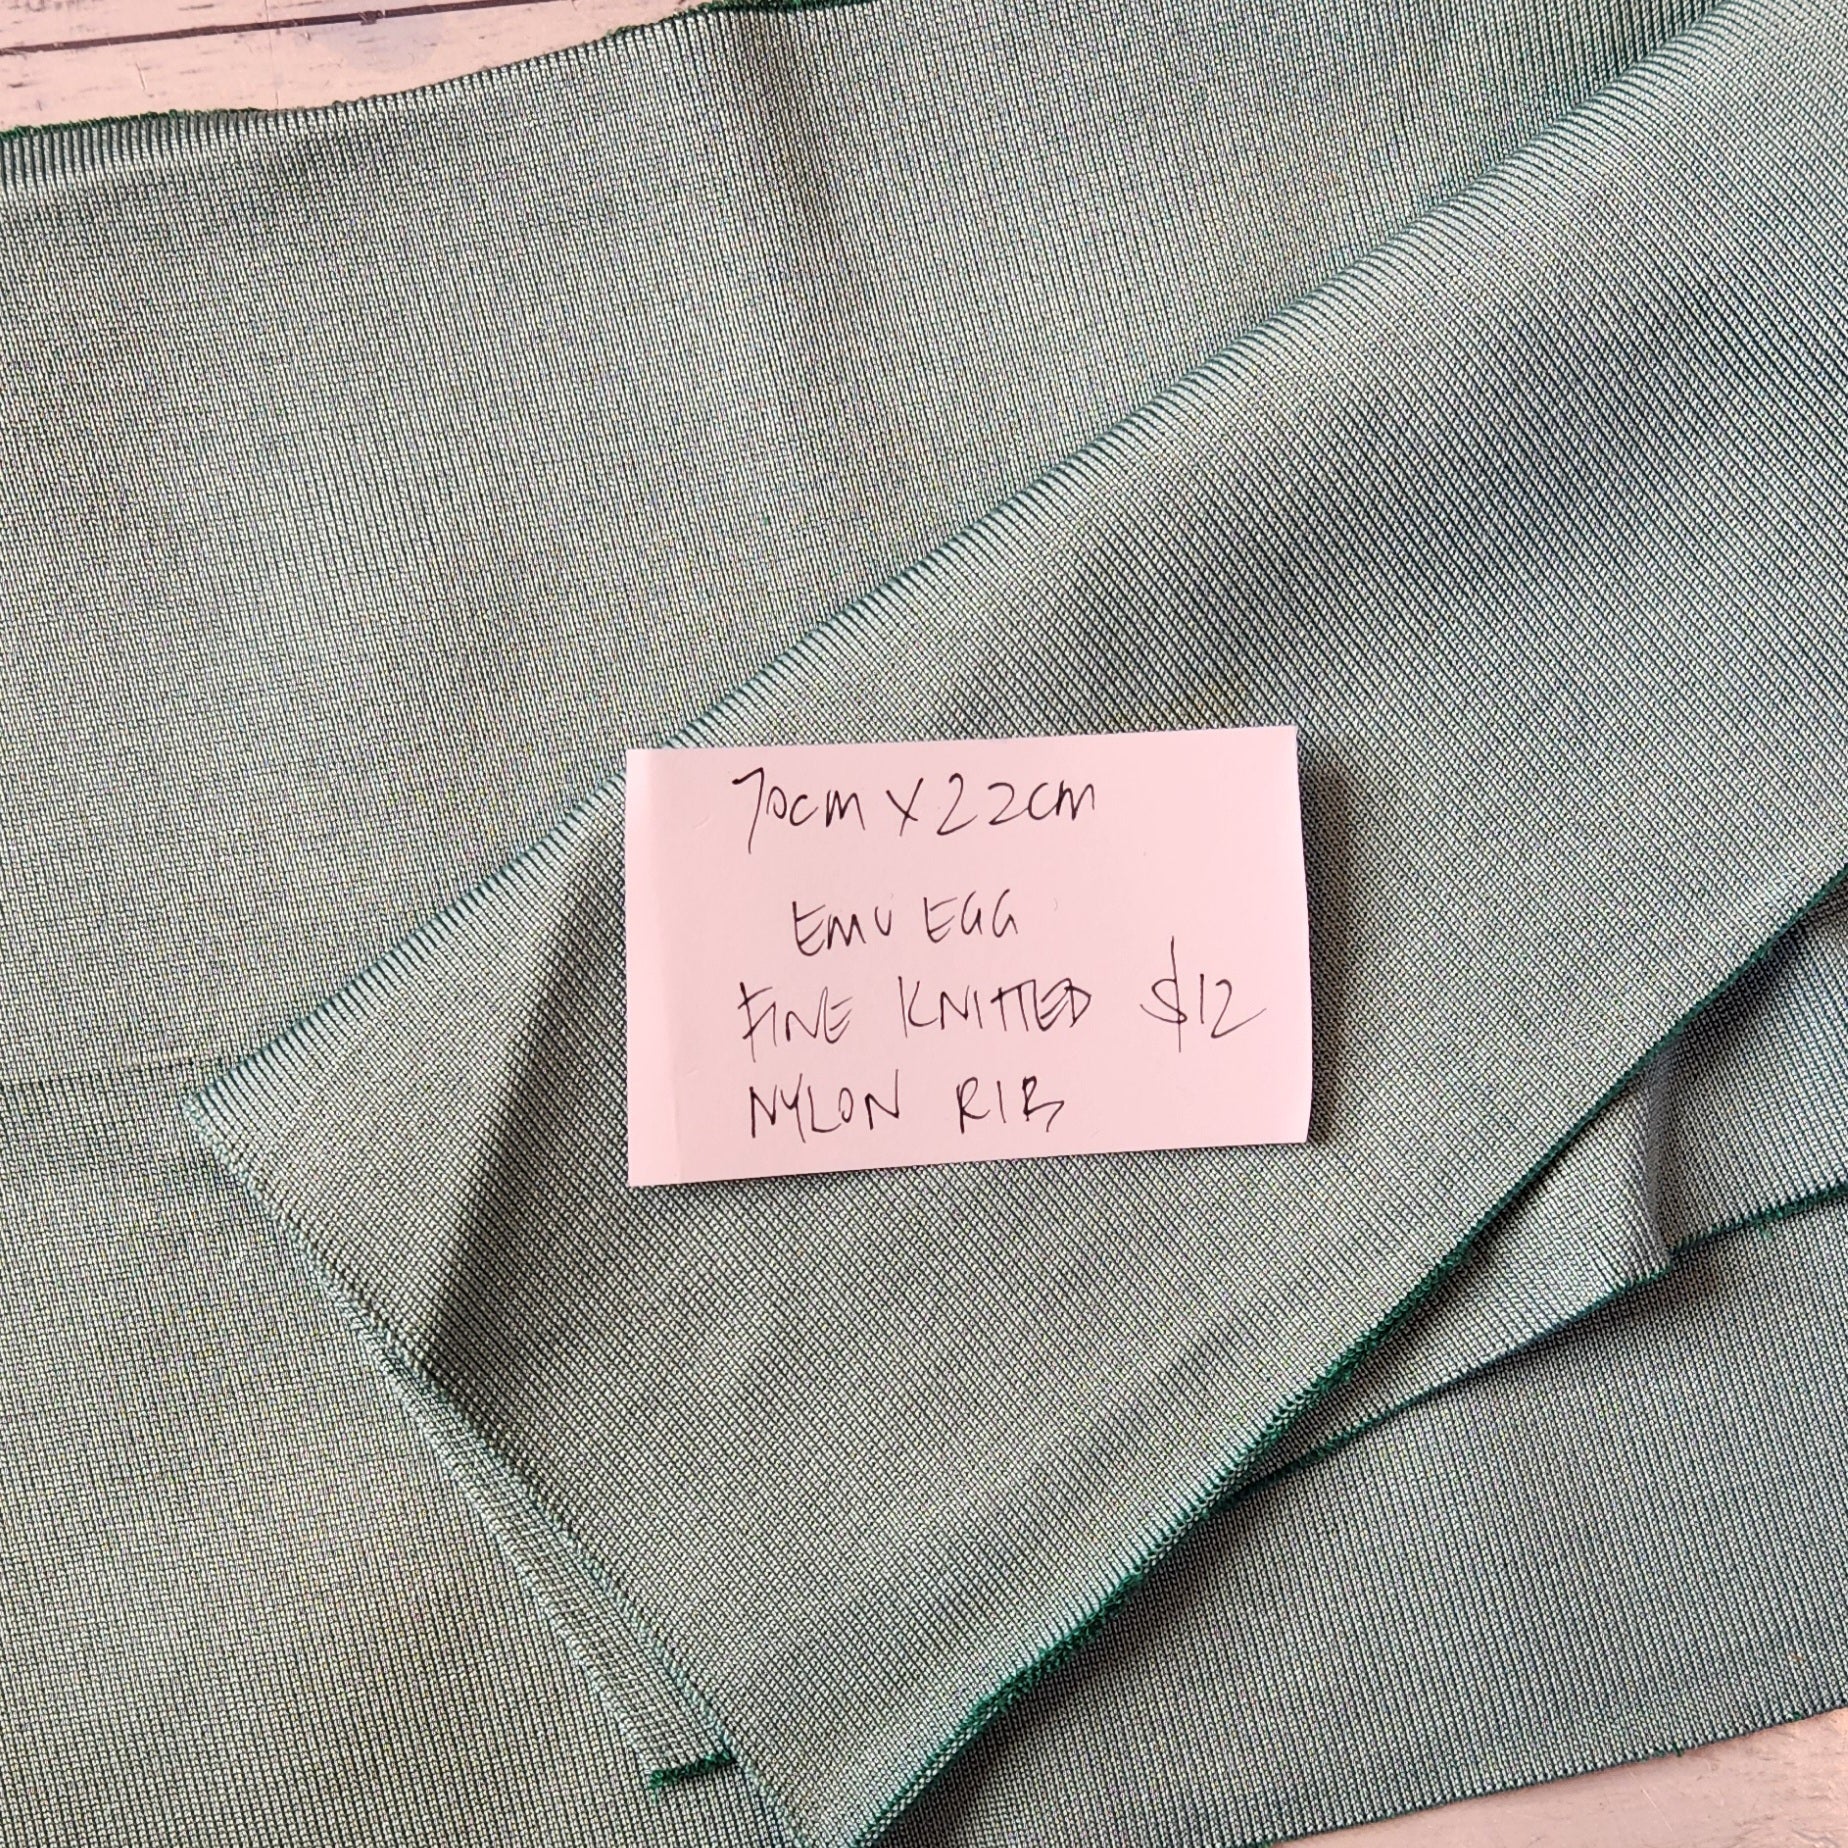 70cm X 22cm
EMU EGG
FINE KNITTED $12
NYLON RIB